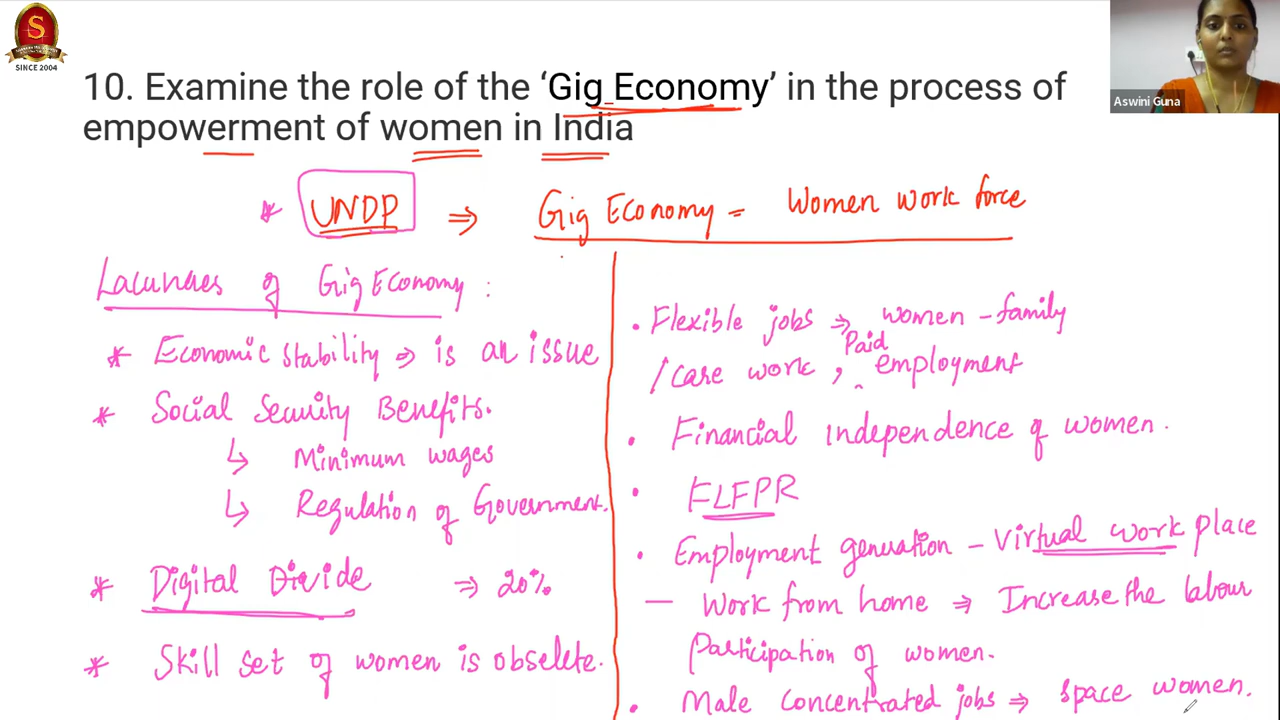 S
SINCE 2004
Aswini Guna
10. Examine the role of the ‘Gig Economy’ in the process of
empowerment of women in India
* UNDP ⇒ Gig Economy = Women work force
Lacunaes of Gig Economy :
* Economic stability ⇒ is an issue
* Social Security Benefits.
↳ Minimum wages
↳ Regulation of Government.
* Digital Divide ⇒ 20%
* Skill set of women is obselete.
• Flexible jobs ⇒ women - family
/care work , Paid employment
• Financial independence of women.
• FLFPR
• Employment genuation - Virtual work place
— Work from home ⇒ Increase the labour
Participation of women.
• Male concentrated jobs ⇒ space women.